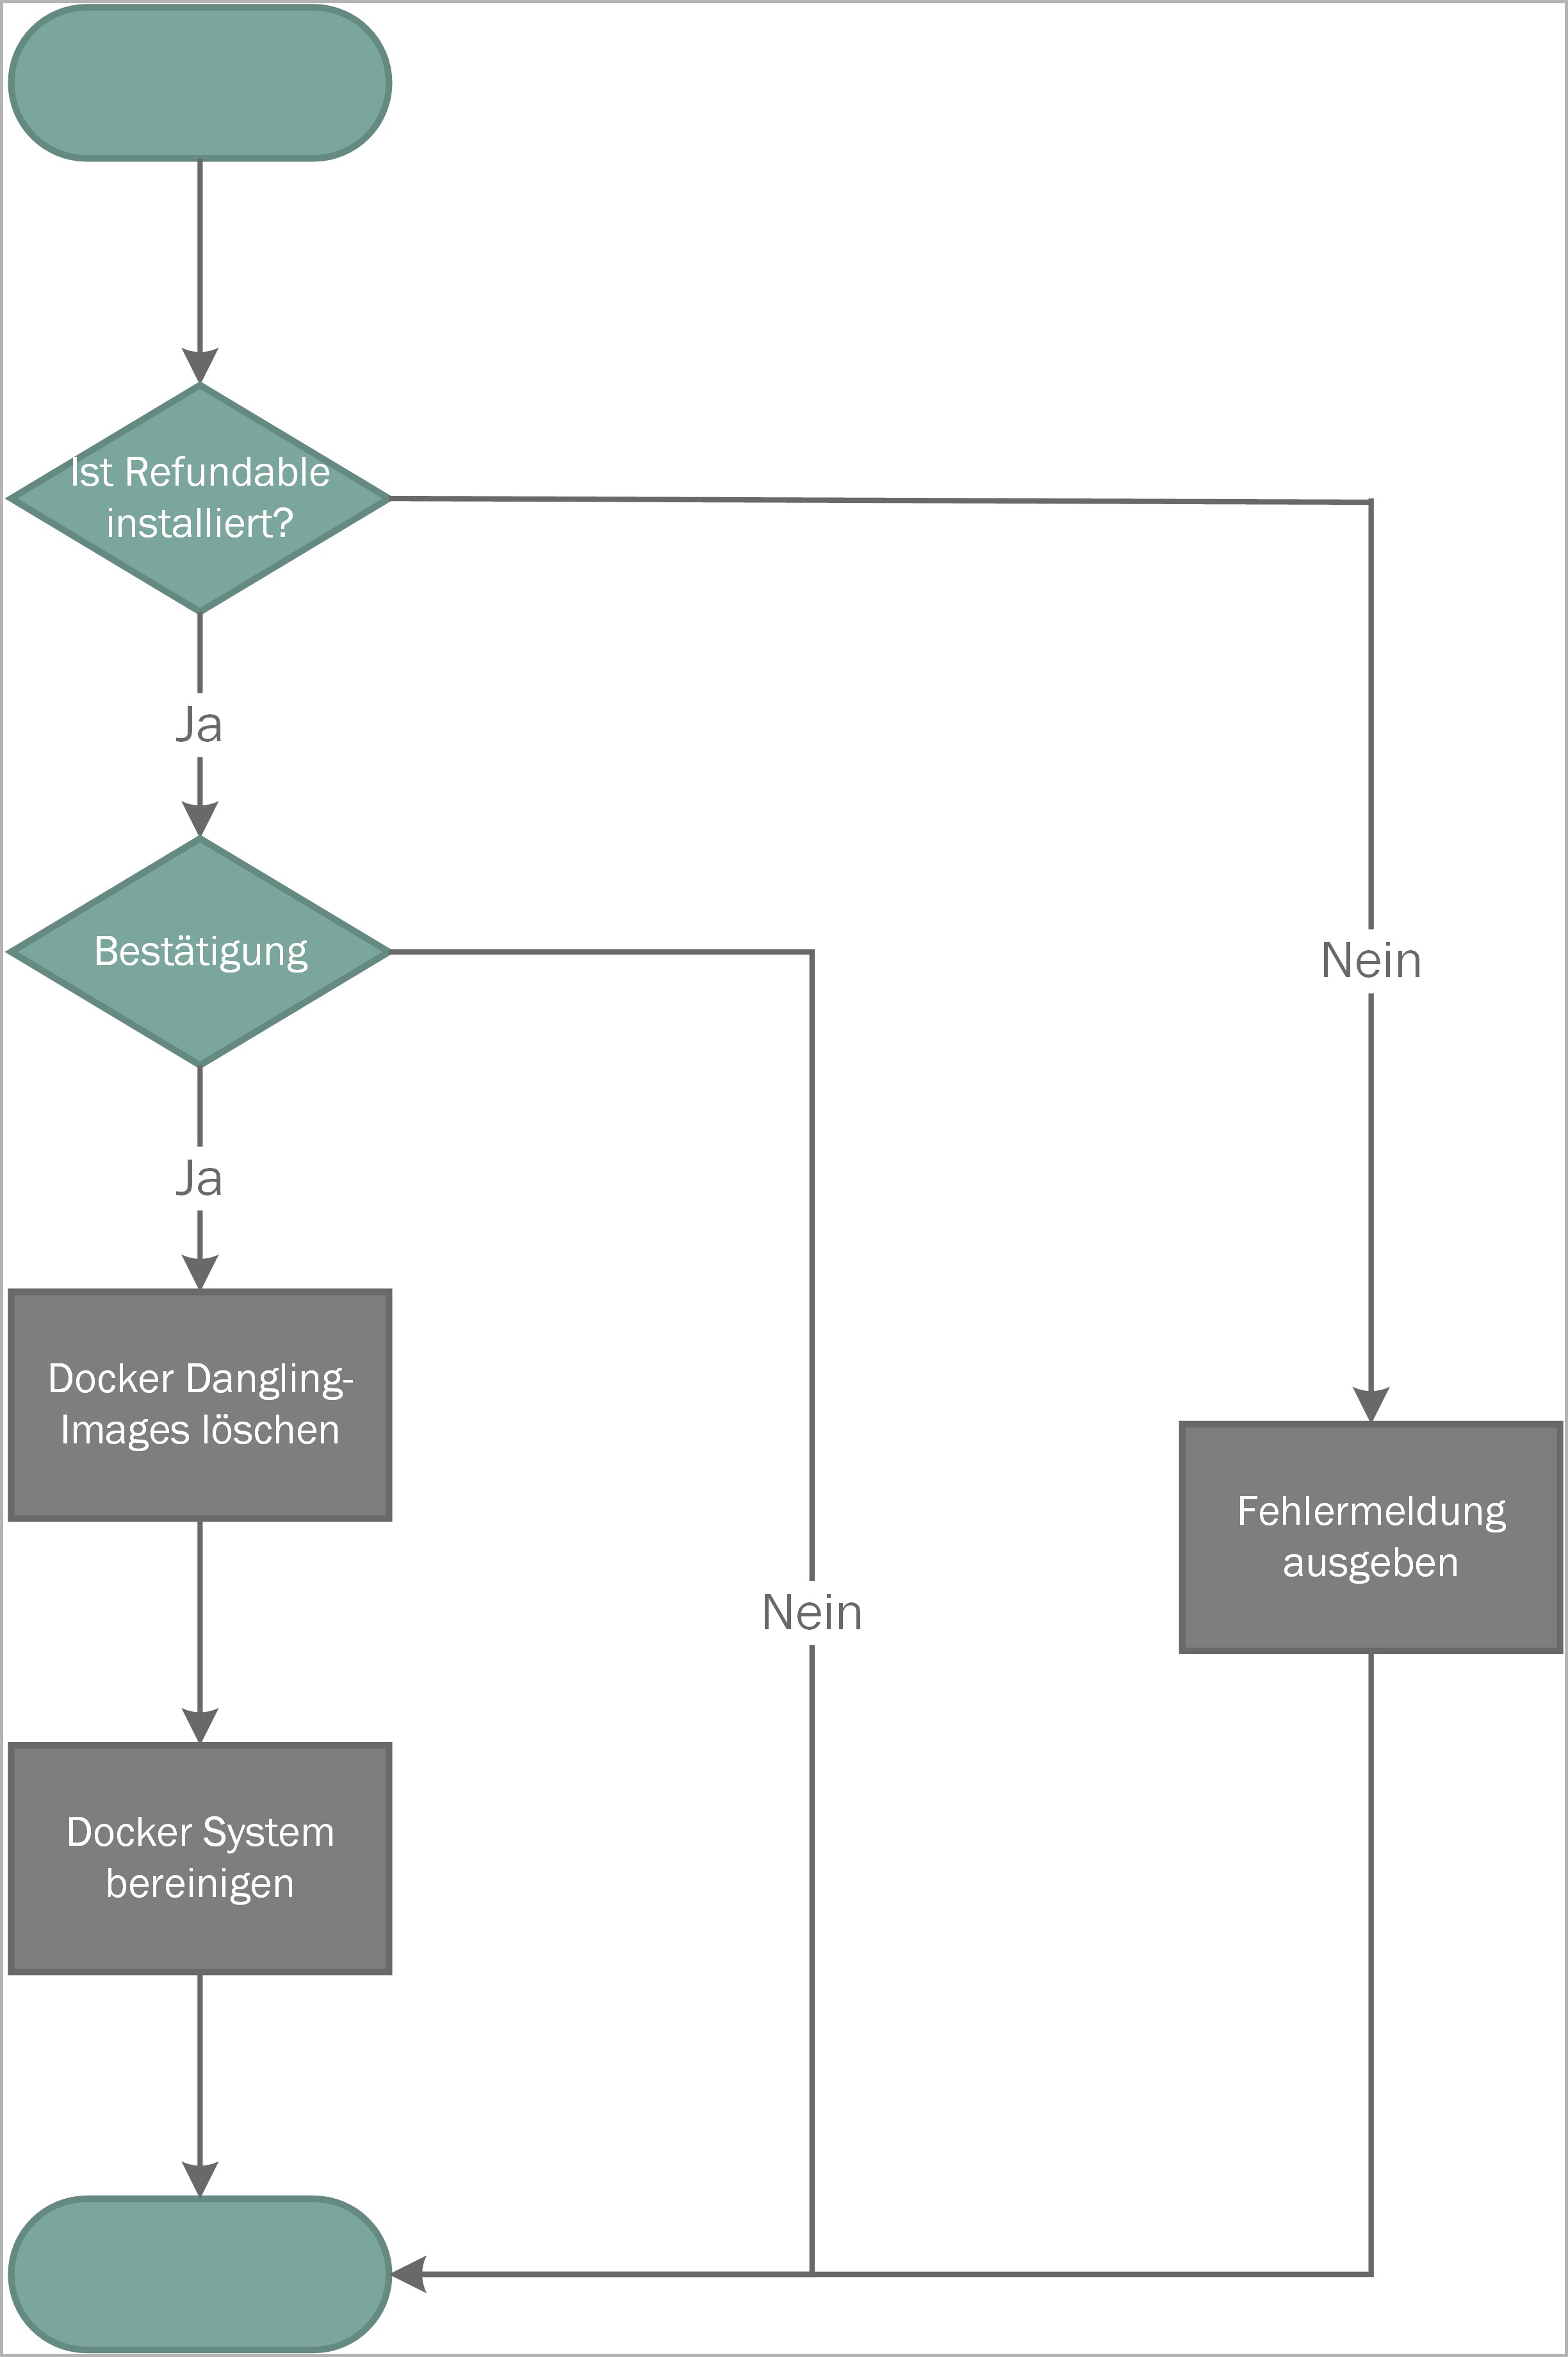 Ist Refundable
installiert?
Ja
Bestätigung
Nein
Ja
Docker Dangling-
Images löschen
Fehlermeldung
ausgeben
Nein
Docker System
bereinigen